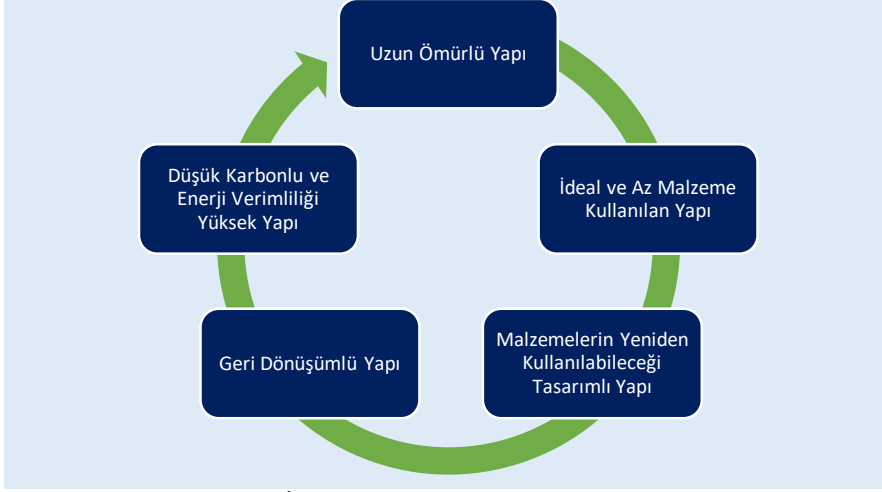 Uzun Ömürlü Yapı
İdeal ve Az Malzeme
Kullanılan Yapı
Malzemelerin Yeniden
Kullanılabileceği
Tasarımlı Yapı
Geri Dönüşümlü Yapı
Düşük Karbonlu ve
Enerji Verimliliği
Yüksek Yapı